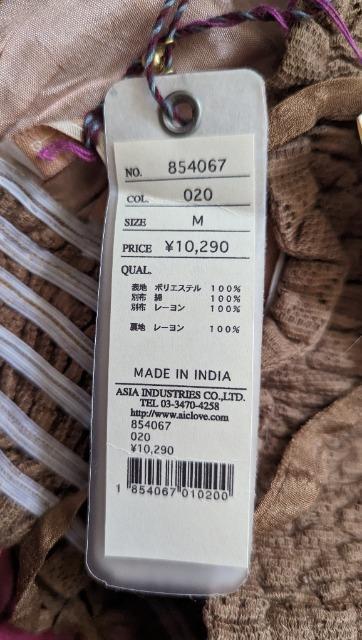 NO. 854067
COL. 020
SIZE M
PRICE ¥10,290
QUAL.
表地 ポリエステル 100%
別布 綿 100%
別布 レーヨン 100%
裏地 レーヨン 100%
MADE IN INDIA
ASIA INDUSTRIES CO.,LTD.
TEL 03-3470-4258
http://www.aiclove.com
854067
020
¥10,290
1 854067 010200